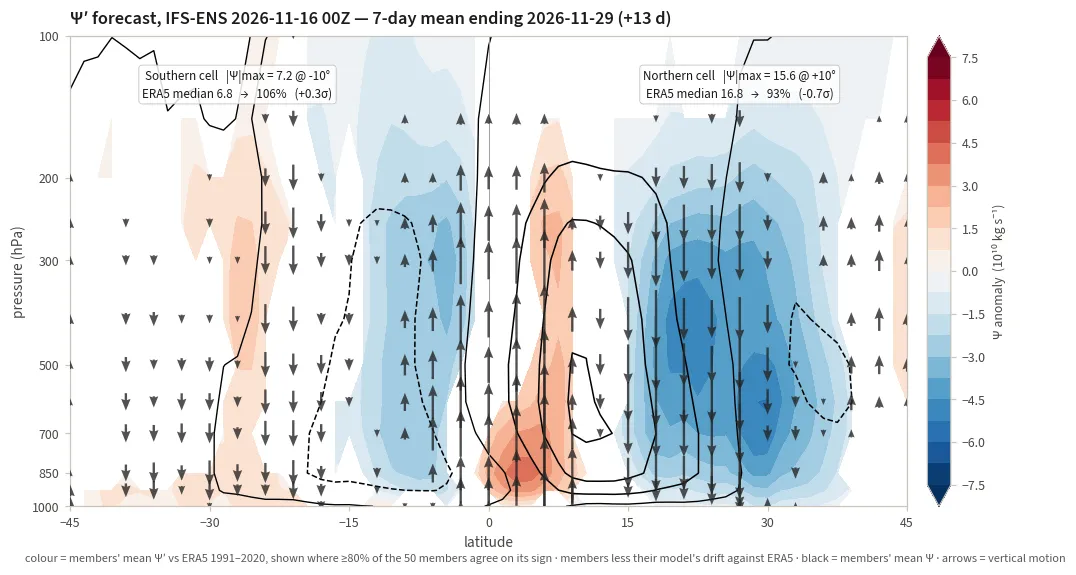 Ψ′ forecast, IFS-ENS 2026-11-16 00Z — 7-day mean ending 2026-11-29 (+13 d)
Southern cell |Ψ|max = 7.2 @ -10°
ERA5 median 6.8 → 106% (+0.3σ)
Northern cell |Ψ|max = 15.6 @ +10°
ERA5 median 16.8 → 93% (-0.7σ)
pressure (hPa)
100
200
300
500
700
850
1000
−45
−30
−15
0
15
30
45
latitude
7.5
6.0
4.5
3.0
1.5
0.0
−1.5
−3.0
−4.5
−6.0
−7.5
Ψ anomaly (10¹⁰ kg s⁻¹)
colour = members' mean Ψ′ vs ERA5 1991–2020, shown where ≥80% of the 50 members agree on its sign · members less their model's drift against ERA5 · black = members' mean Ψ · arrows = vertical motion